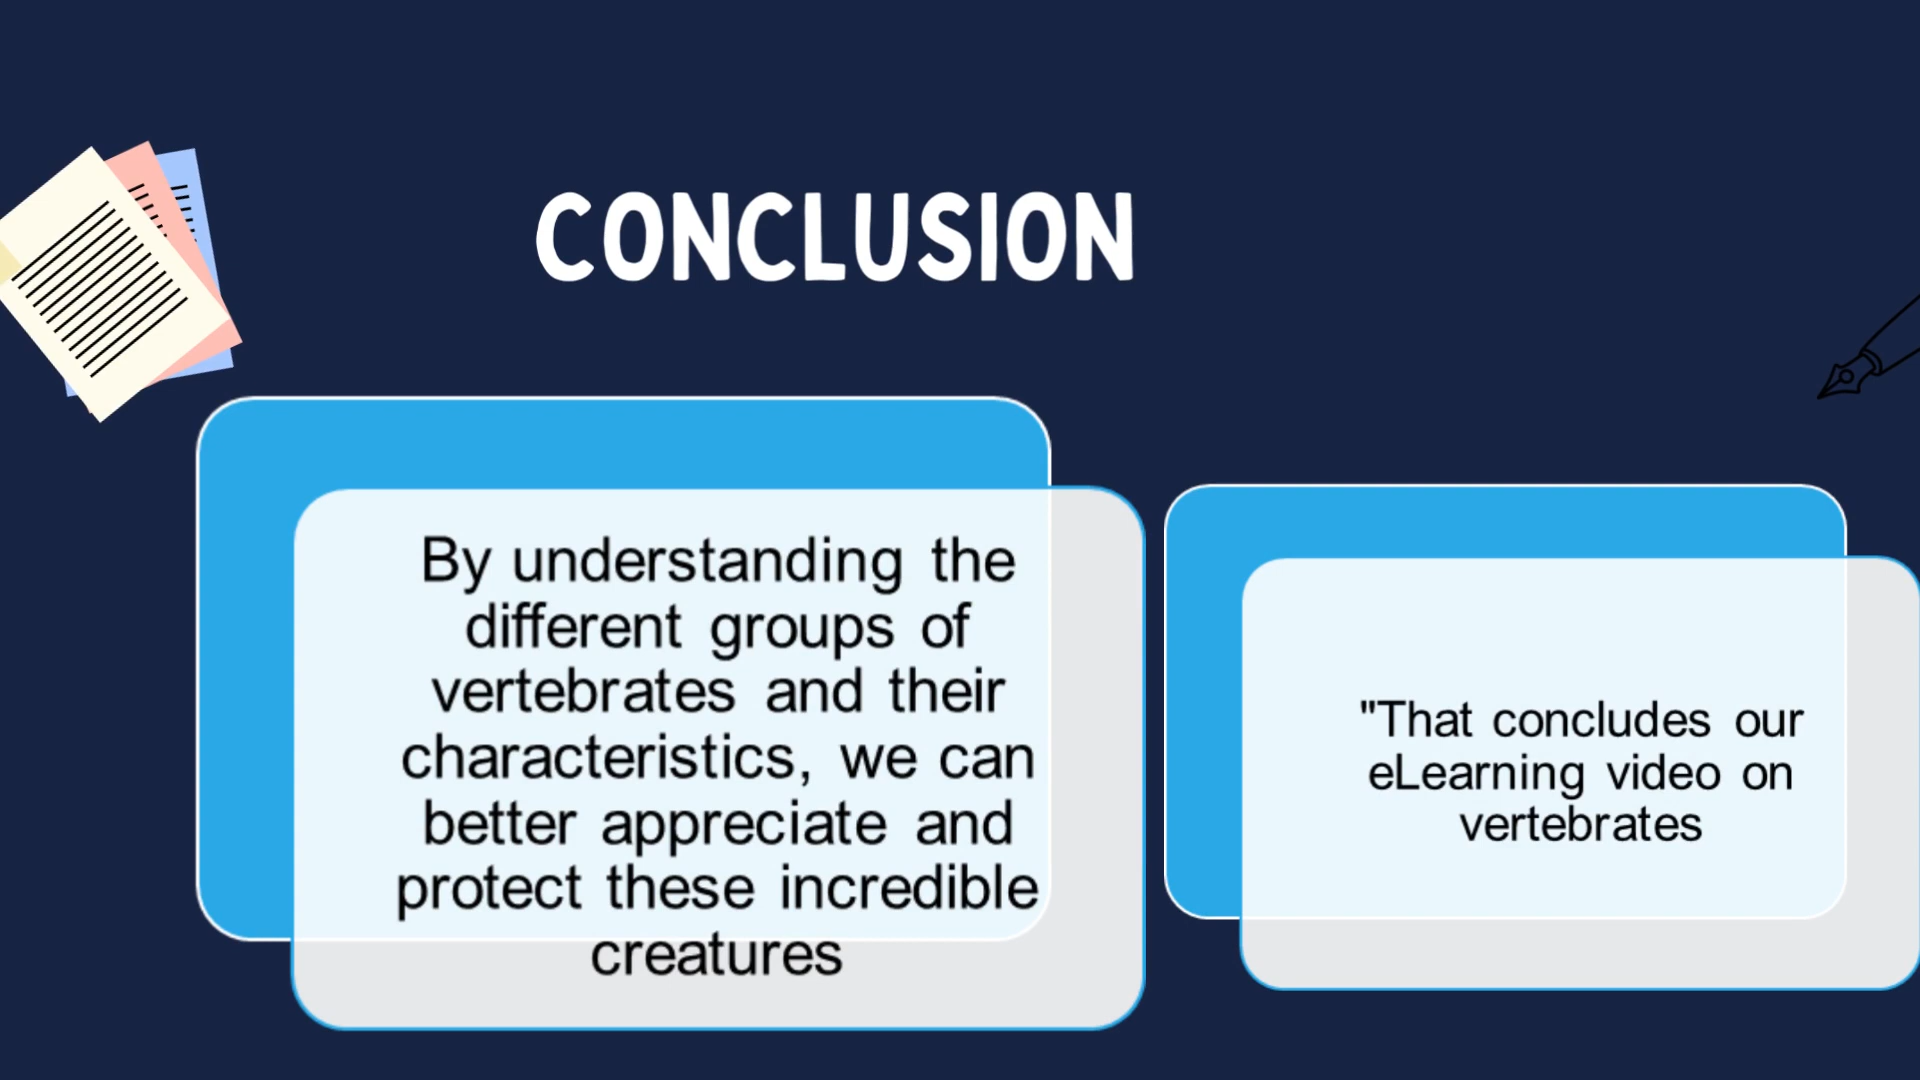 CONCLUSION
By understanding the
different groups of
vertebrates and their
characteristics, we can
better appreciate and
protect these incredible
creatures
"That concludes our
eLearning video on
vertebrates